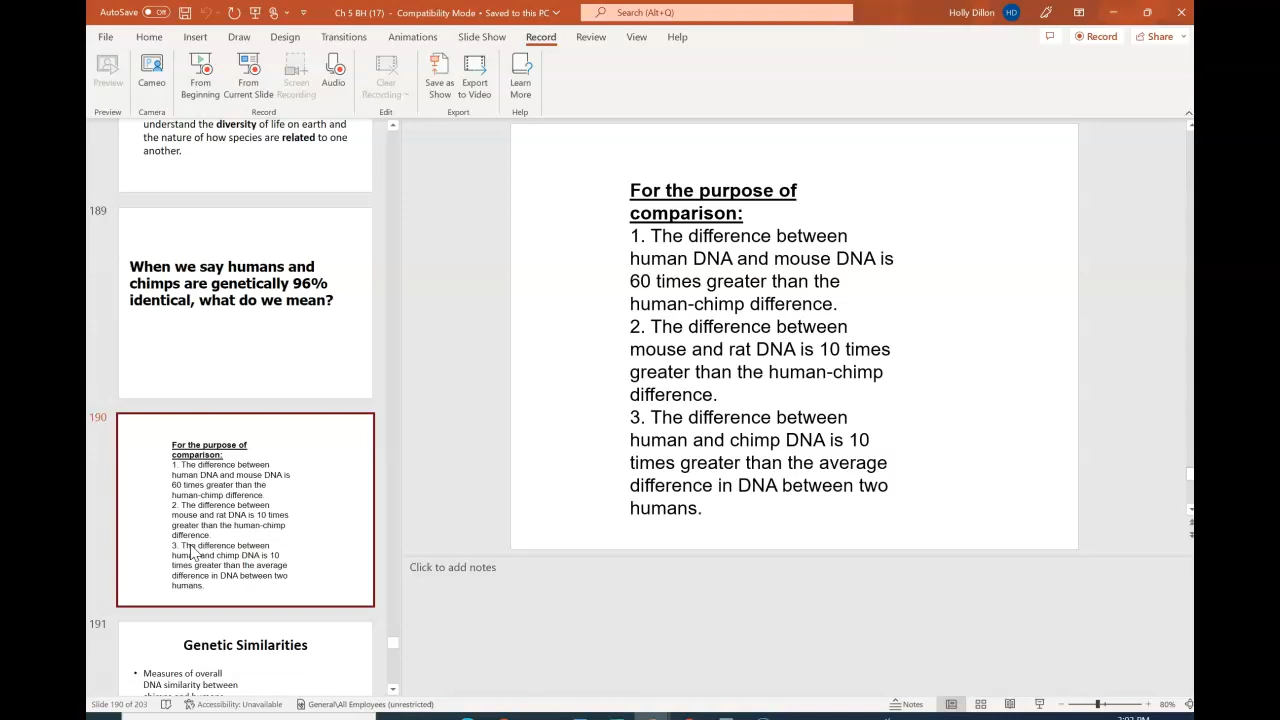 AutoSave Off Ch 5 BH (17) - Compatibility Mode • Saved to this PC Search (Alt+Q) Holly Dillon HD
File Home Insert Draw Design Transitions Animations Slide Show Record Review View Help Record Share
Preview Cameo From Beginning From Current Slide Screen Recording Audio Clear Recording Save as Show Export to Video Learn More
Preview Camera Record Edit Export Help
understand the diversity of life on earth and
the nature of how species are related to one
another.
189
When we say humans and
chimps are genetically 96%
identical, what do we mean?
190
For the purpose of
comparison:
1. The difference between
human DNA and mouse DNA is
60 times greater than the
human-chimp difference.
2. The difference between
mouse and rat DNA is 10 times
greater than the human-chimp
difference.
3. The difference between
human and chimp DNA is 10
times greater than the average
difference in DNA between two
humans.
191
Genetic Similarities
• Measures of overall
DNA similarity between
For the purpose of
comparison:
1. The difference between
human DNA and mouse DNA is
60 times greater than the
human-chimp difference.
2. The difference between
mouse and rat DNA is 10 times
greater than the human-chimp
difference.
3. The difference between
human and chimp DNA is 10
times greater than the average
difference in DNA between two
humans.
Click to add notes
Slide 190 of 203 Accessibility: Unavailable General\All Employees (unrestricted) Notes 80%